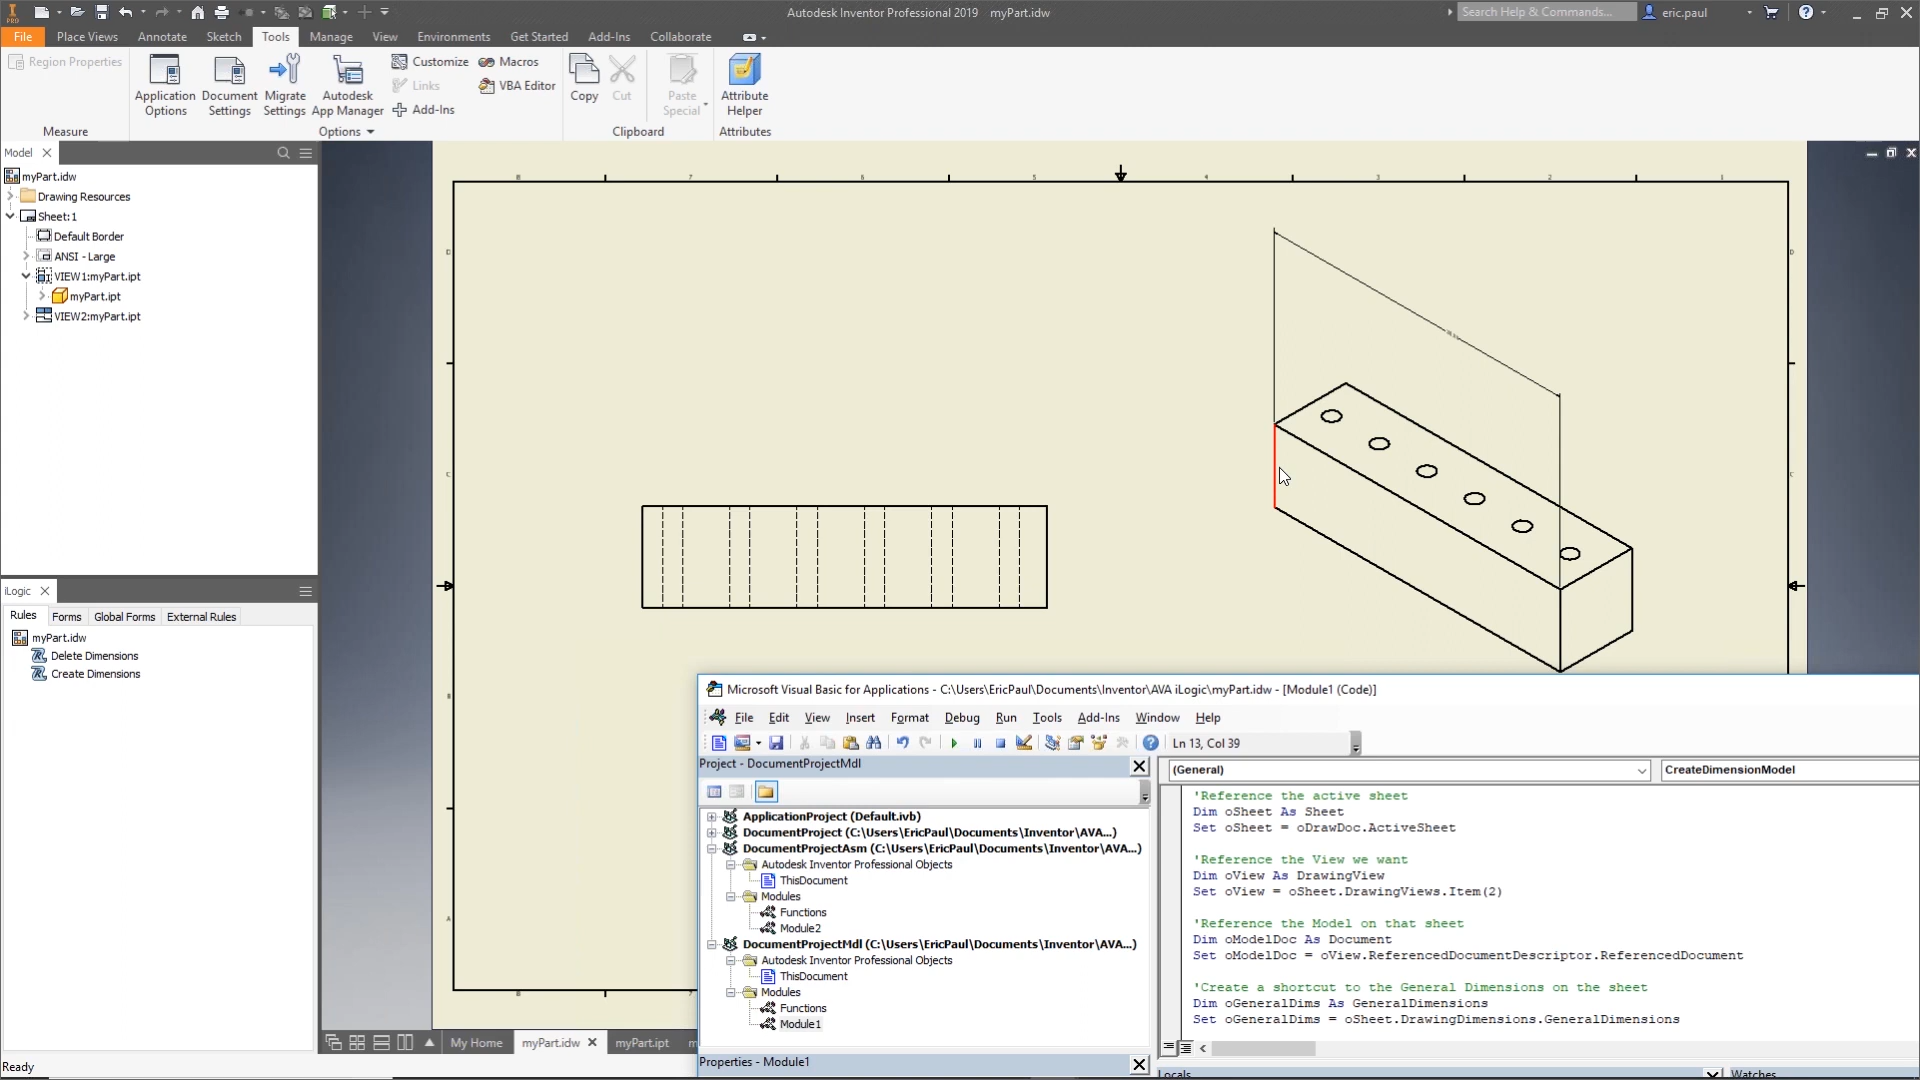 Autodesk Inventor Professional 2019 myPart.idw
Search Help & Commands...
eric.paul
PRO
File Place Views Annotate Sketch Tools Manage View Environments Get Started Add-Ins Collaborate
Region Properties
Measure
Application Options
Document Settings
Migrate Settings
Autodesk App Manager
Customize
Links
Add-Ins
Options
Macros
VBA Editor
Copy
Cut
Paste Special
Clipboard
Attribute Helper
Attributes
Model
myPart.idw
Drawing Resources
Sheet:1
Default Border
ANSI - Large
VIEW1:myPart.ipt
myPart.ipt
VIEW2:myPart.ipt
iLogic
Rules Forms Global Forms External Rules
myPart.idw
Delete Dimensions
Create Dimensions
8 7 6 5 4 3 2 1
D D
C C
B
A
My Home myPart.idw myPart.ipt
Ready
Microsoft Visual Basic for Applications - C:\Users\EricPaul\Documents\Inventor\AVA iLogic\myPart.idw - [Module1 (Code)]
File Edit View Insert Format Debug Run Tools Add-Ins Window Help
Ln 13, Col 39
Project - DocumentProjectMdl
ApplicationProject (Default.ivb)
DocumentProject (C:\Users\EricPaul\Documents\Inventor\AVA...)
DocumentProjectAsm (C:\Users\EricPaul\Documents\Inventor\AVA...)
Autodesk Inventor Professional Objects
ThisDocument
Modules
Functions
Module2
DocumentProjectMdl (C:\Users\EricPaul\Documents\Inventor\AVA...)
Autodesk Inventor Professional Objects
ThisDocument
Modules
Functions
Module1
Properties - Module1
(General)
CreateDimensionModel
'Reference the active sheet
Dim oSheet As Sheet
Set oSheet = oDrawDoc.ActiveSheet
'Reference the View we want
Dim oView As DrawingView
Set oView = oSheet.DrawingViews.Item(2)
'Reference the Model on that sheet
Dim oModelDoc As Document
Set oModelDoc = oView.ReferencedDocumentDescriptor.ReferencedDocument
'Create a shortcut to the General Dimensions on the sheet
Dim oGeneralDims As GeneralDimensions
Set oGeneralDims = oSheet.DrawingDimensions.GeneralDimensions
Locals
Watches